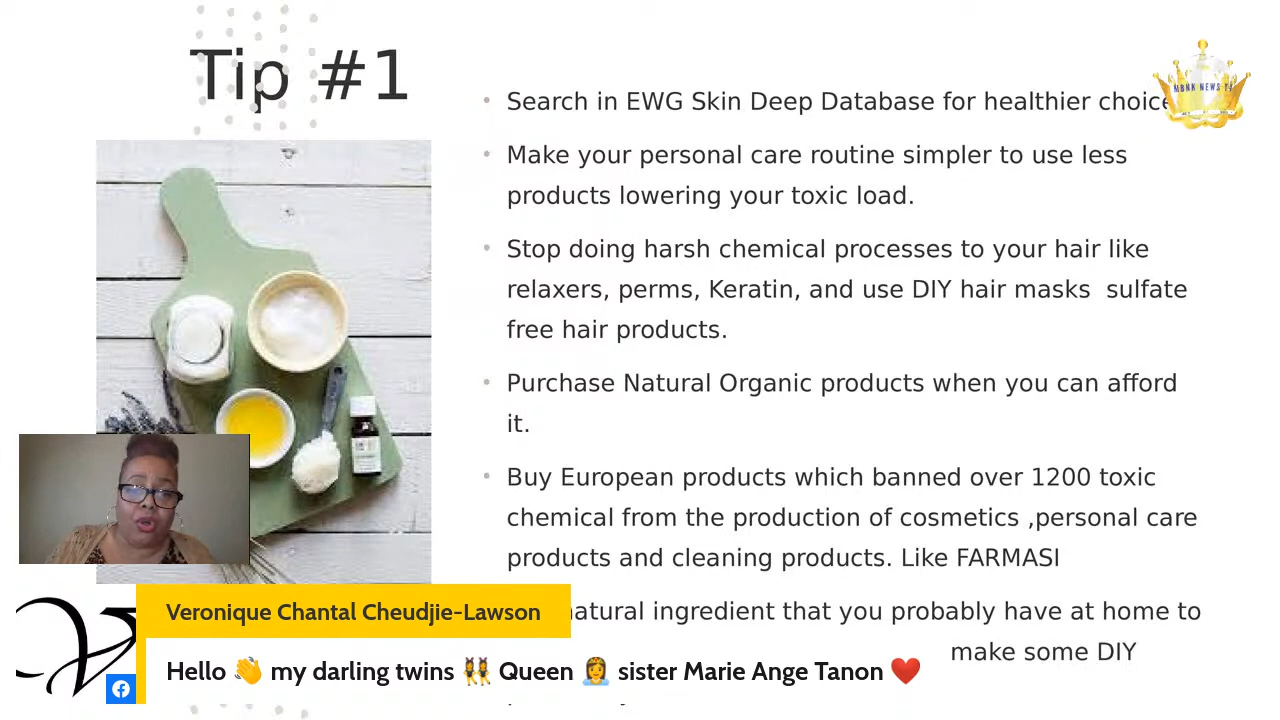 Tip #1
Search in EWG Skin Deep Database for healthier choice
MBNK NEWS TV
Make your personal care routine simpler to use less
products lowering your toxic load.
Stop doing harsh chemical processes to your hair like
relaxers, perms, Keratin, and use DIY hair masks  sulfate
free hair products.
Purchase Natural Organic products when you can afford
it.
Buy European products which banned over 1200 toxic
chemical from the production of cosmetics ,personal care
products and cleaning products. Like FARMASI
natural ingredient that you probably have at home to
make some DIY
Veronique Chantal Cheudjie-Lawson
Hello 👋 my darling twins 👯 Queen 👸 sister Marie Ange Tanon ❤️